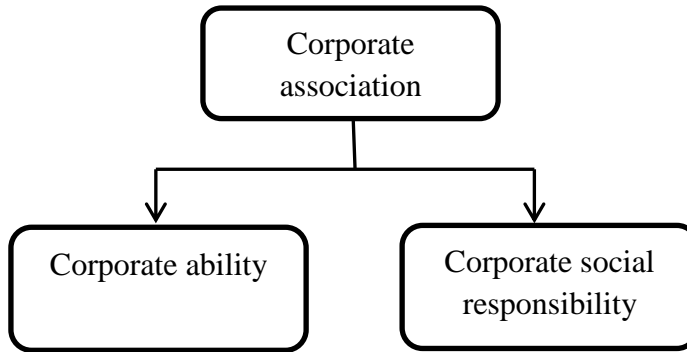 Corporate
association
Corporate ability
Corporate social
responsibility